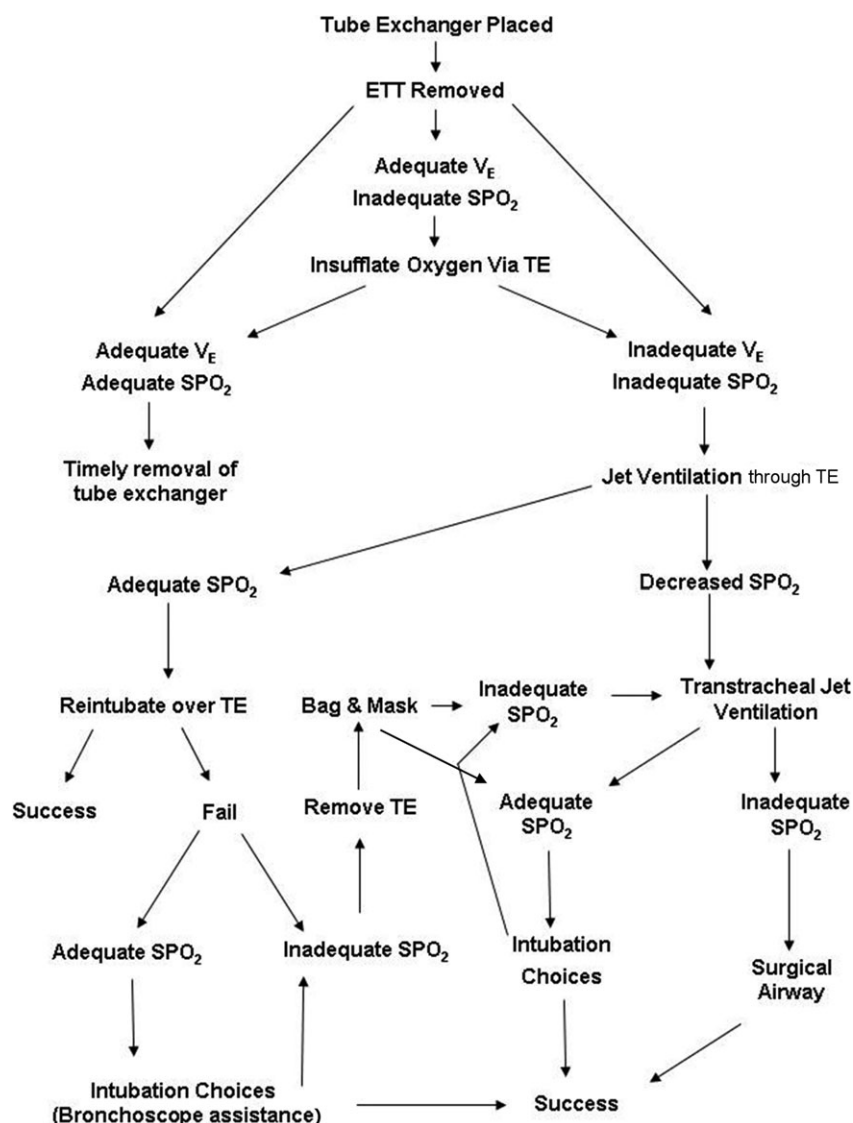 Tube Exchanger Placed
ETT Removed
Adequate V_E
Inadequate SPO₂
Insufflate Oxygen Via TE
Adequate V_E
Adequate SPO₂
Inadequate V_E
Inadequate SPO₂
Timely removal of
tube exchanger
Jet Ventilation through TE
Adequate SPO₂
Decreased SPO₂
Reintubate over TE
Bag & Mask
Inadequate
SPO₂
Transtracheal Jet
Ventilation
Success
Fail
Remove TE
Adequate
SPO₂
Inadequate
SPO₂
Adequate SPO₂
Inadequate SPO₂
Intubation
Choices
Surgical
Airway
Intubation Choices
(Bronchoscope assistance)
Success